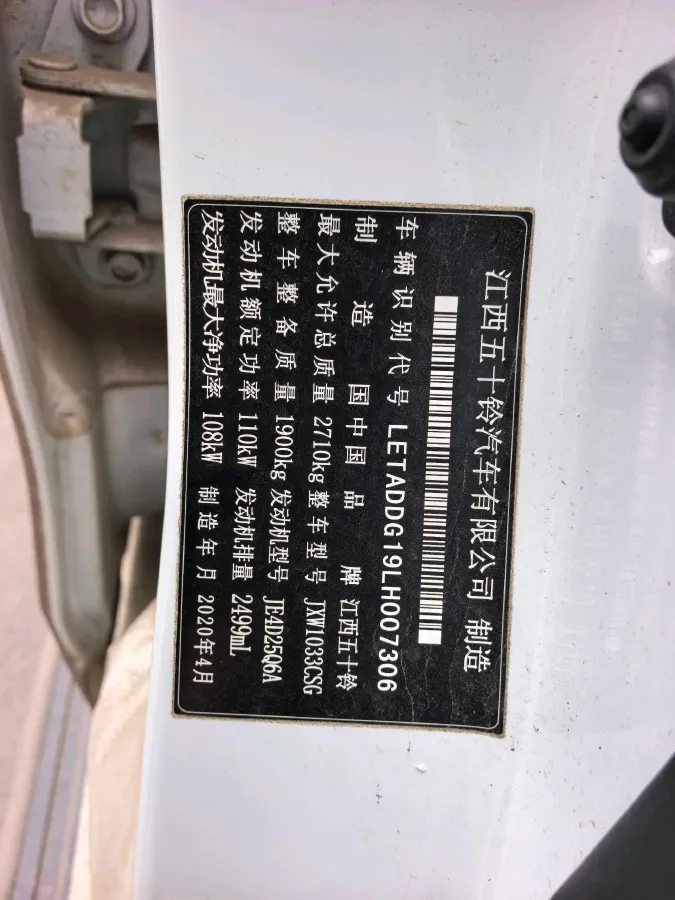 江西五十铃汽车有限公司 制造
车辆识别代号 LETADDG19LH007306
制造国 中国 品牌 江西五十铃
最大允许总质量 2710kg 整车型号 JXW1033CSG
整车整备质量 1900kg 发动机型号 JE4D25Q6A
发动机额定功率 110kW 发动机排量 2499mL
发动机最大净功率 108kW 制造年月 2020年4月